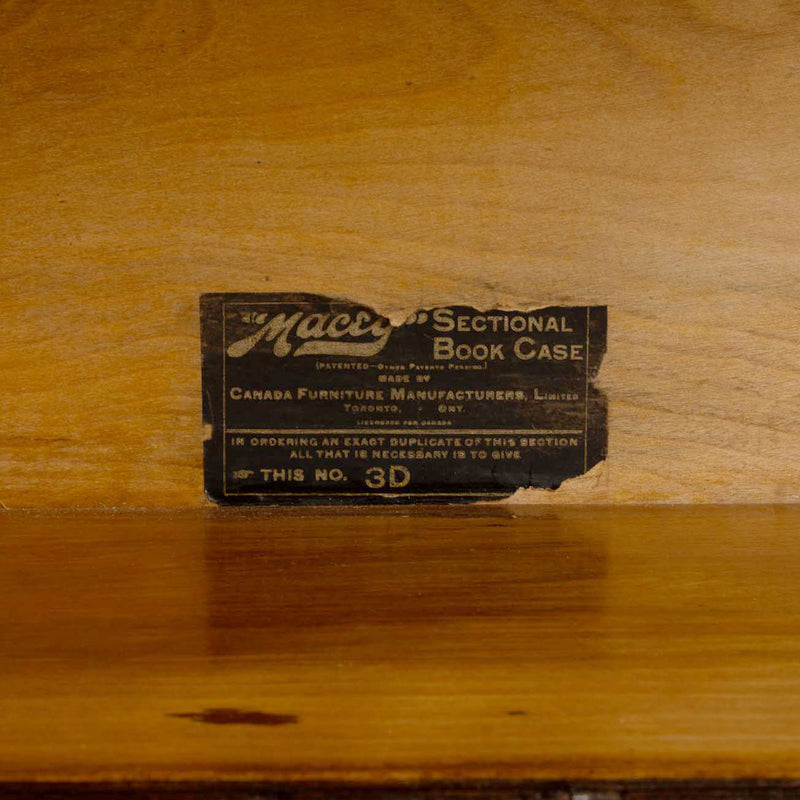 "Macey" SECTIONAL
BOOK CASE
(PATENTED—OTHER PATENTS PENDING.)
MADE BY
CANADA FURNITURE MANUFACTURERS, LIMITED
TORONTO, - ONT.
LICENSEES FOR CANADA
IN ORDERING AN EXACT DUPLICATE OF THIS SECTION
ALL THAT IS NECESSARY IS TO GIVE
☞ THIS NO. 3D